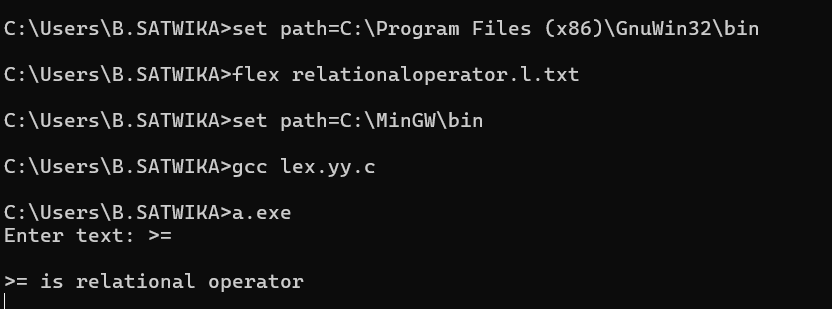 C:\Users\B.SATWIKA>set path=C:\Program Files (x86)\GnuWin32\bin
C:\Users\B.SATWIKA>flex relationaloperator.l.txt
C:\Users\B.SATWIKA>set path=C:\MinGW\bin
C:\Users\B.SATWIKA>gcc lex.yy.c
C:\Users\B.SATWIKA>a.exe
Enter text: >=
>= is relational operator